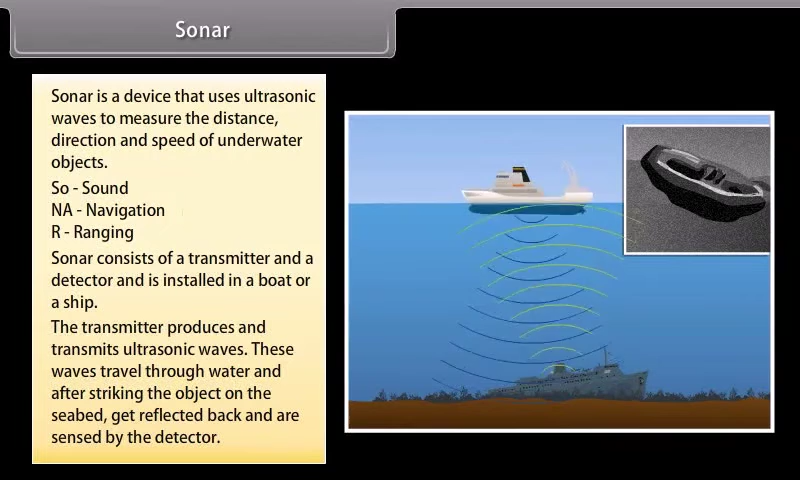 Sonar
Sonar is a device that uses ultrasonic
waves to measure the distance,
direction and speed of underwater
objects.
So - Sound
NA - Navigation
R - Ranging
Sonar consists of a transmitter and a
detector and is installed in a boat or
a ship.
The transmitter produces and
transmits ultrasonic waves. These
waves travel through water and
after striking the object on the
seabed, get reflected back and are
sensed by the detector.